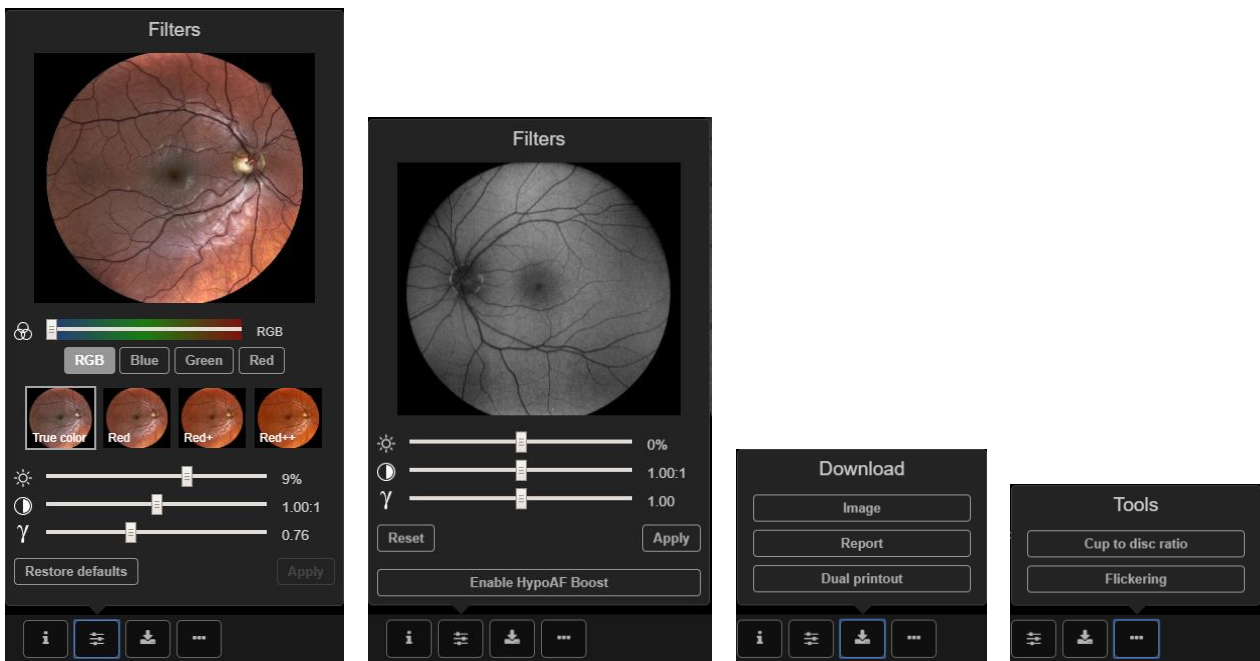 Filters
RGB
RGB Blue Green Red
True color Red Red+ Red++
9%
1.00:1
γ 0.76
Restore defaults Apply
i
Filters
0%
1.00:1
γ 1.00
Reset Apply
Enable HypoAF Boost
i
Download
Image
Report
Dual printout
i
Tools
Cup to disc ratio
Flickering